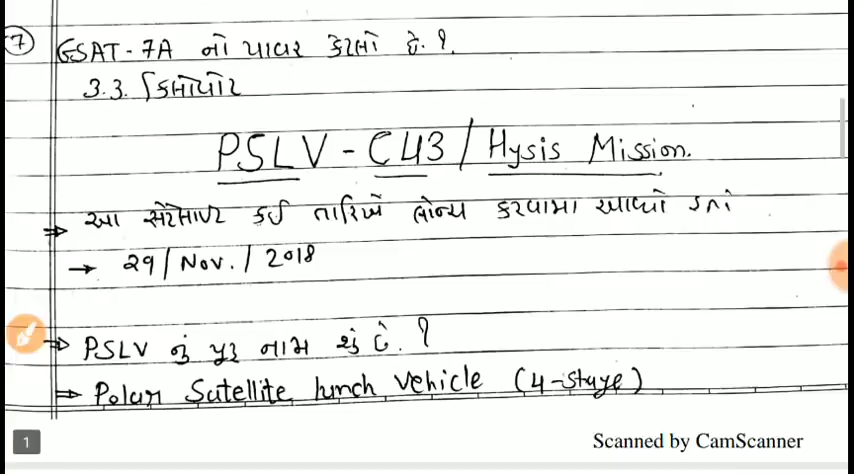 7 GSAT-7A નો પાવર કેટલો છે.?
3.3. કિલોવોટ
PSLV - C43 / Hysis Mission.
⇒ આ સેટેલાઈટ કઈ તારિખે લોન્ચ કરવામા આવ્યો હતો
→ 29/Nov./2018
⇒ PSLV નું પુરૂ નામ શું છે.?
⇒ Polar Satellite lunch vehicle (4-stage)
1
Scanned by CamScanner